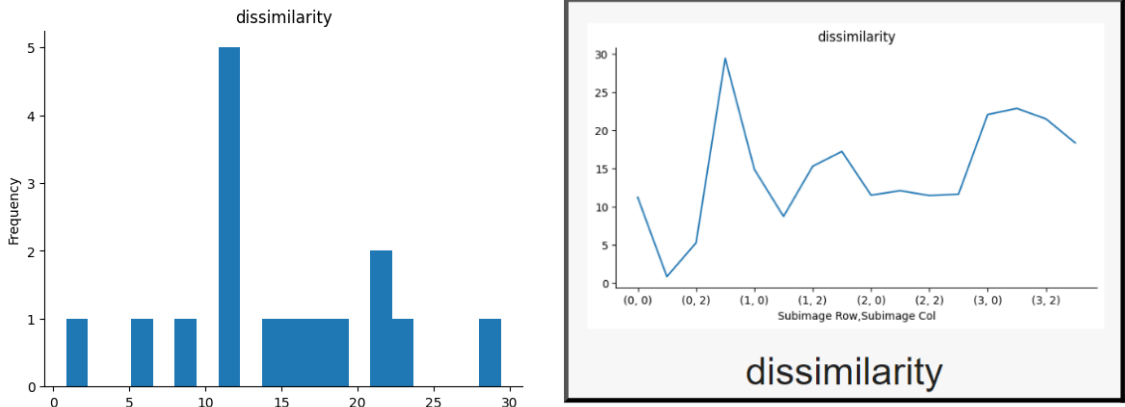 dissimilarity
5
4
3
2
1
0
Frequency
0 5 10 15 20 25 30
dissimilarity
30
25
20
15
10
5
0
(0, 0) (0, 2) (1, 0) (1, 2) (2, 0) (2, 2) (3, 0) (3, 2)
Subimage Row,Subimage Col
dissimilarity